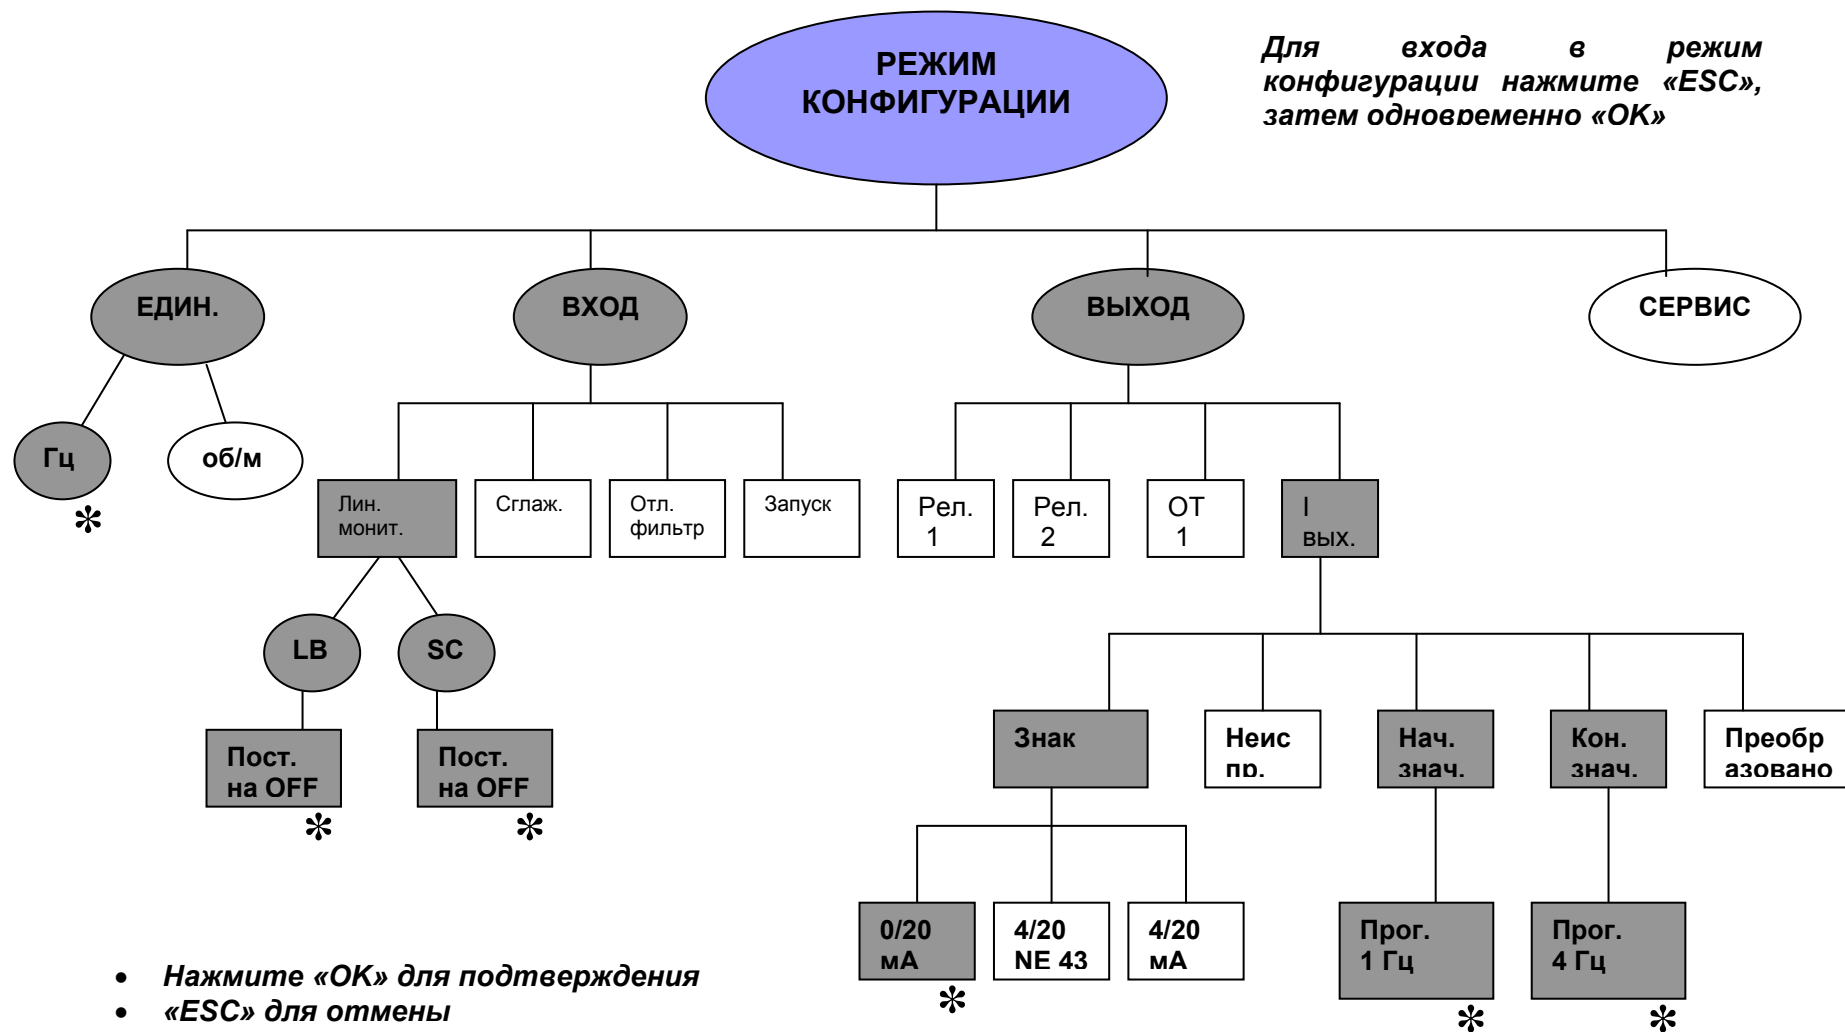 РЕЖИМ
КОНФИГУРАЦИИ
Для входа в режим
конфигурации нажмите «ESC»,
затем одновременно «OK»
ЕДИН.
ВХОД
ВЫХОД
СЕРВИС
Гц
об/м
*
Лин.
монит.
Сглаж.
Отл.
фильтр
Запуск
Рел.
1
Рел.
2
ОТ
1
I
вых.
LB
SC
Пост.
на OFF
*
Пост.
на OFF
*
Знак
Неис
пр.
Нач.
знач.
Кон.
знач.
Преобр
азовано
0/20
мА
*
4/20
NE 43
4/20
мА
Прог.
1 Гц
*
Прог.
4 Гц
*
• Нажмите «OK» для подтверждения
• «ESC» для отмены